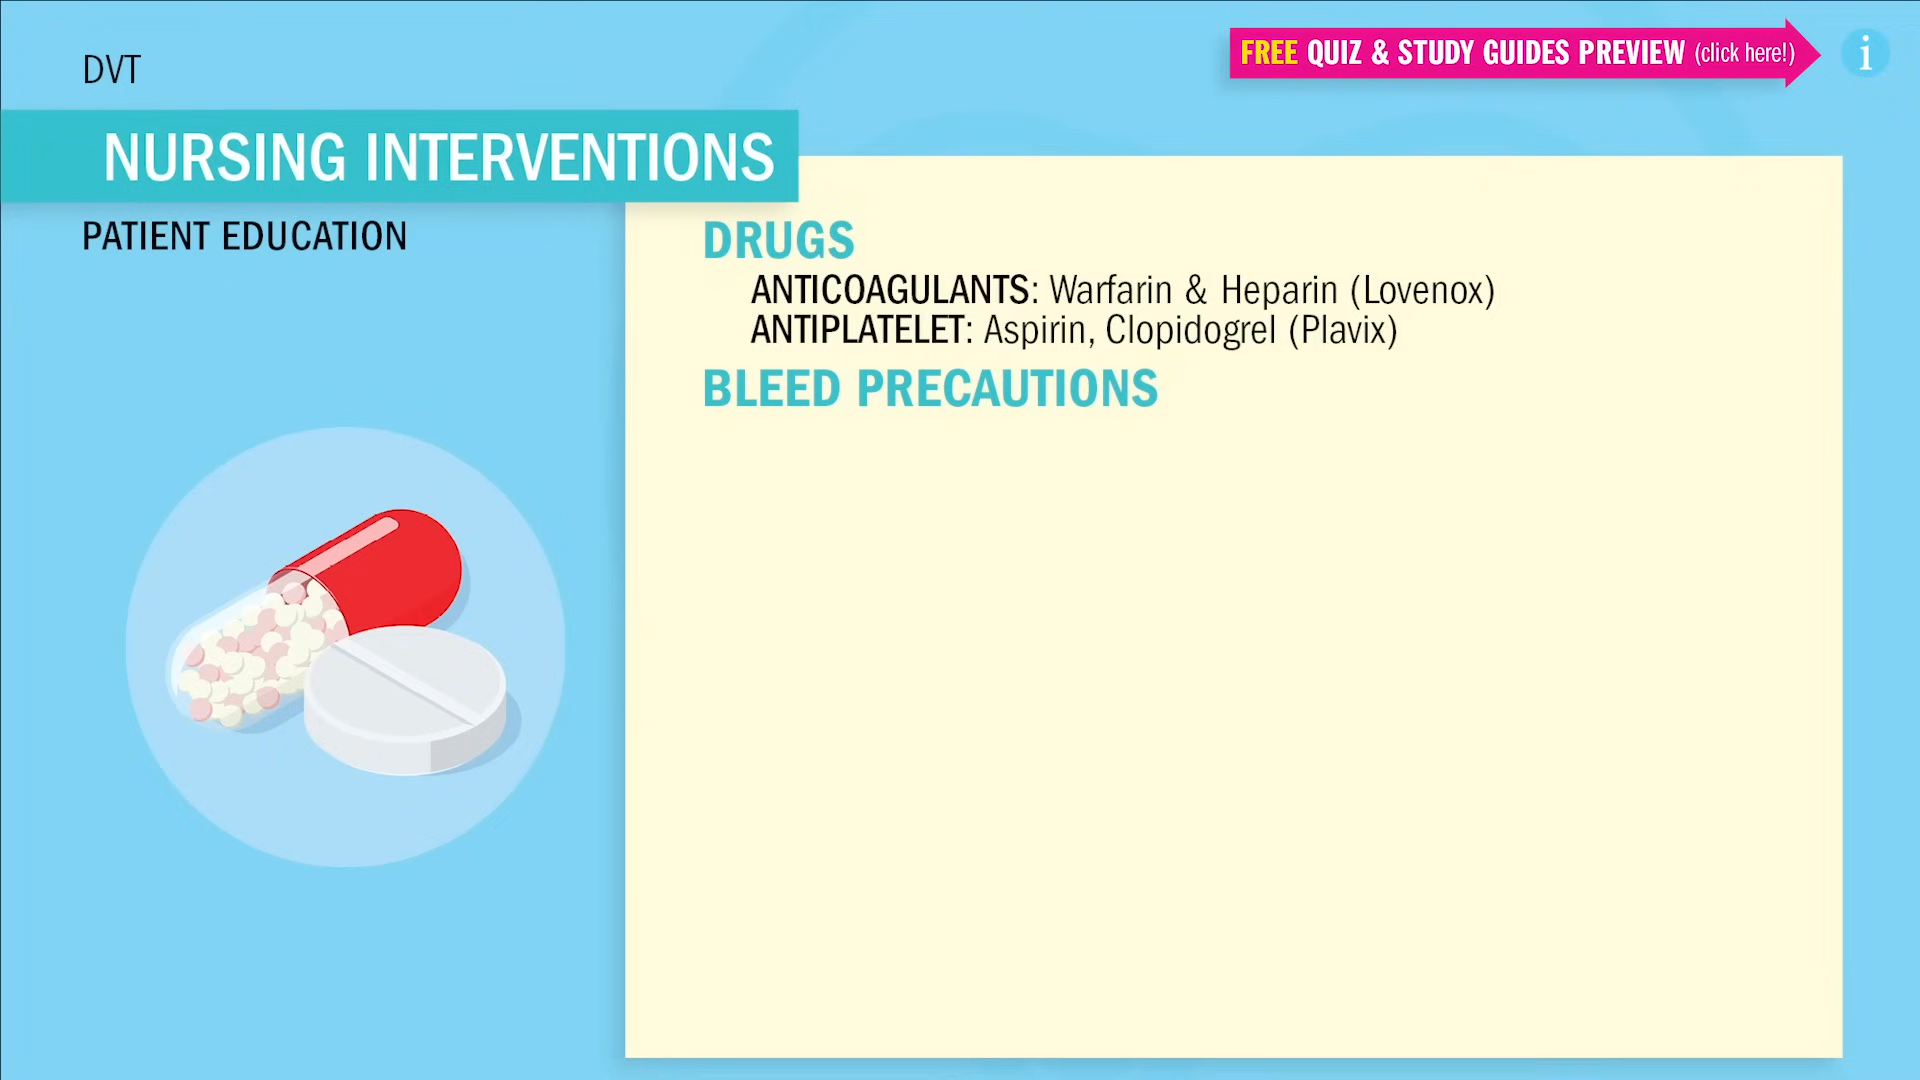 DVT
FREE QUIZ & STUDY GUIDES PREVIEW (click here!)
i
NURSING INTERVENTIONS
PATIENT EDUCATION
DRUGS
ANTICOAGULANTS: Warfarin & Heparin (Lovenox)
ANTIPLATELET: Aspirin, Clopidogrel (Plavix)
BLEED PRECAUTIONS